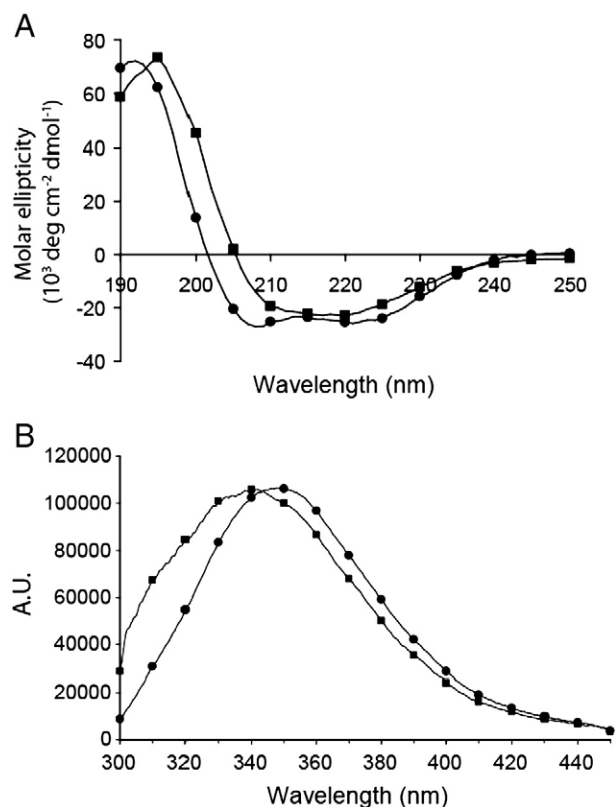 A
80
60
40
20
0
-20
-40
190 200 210 220 230 240 250
Molar ellipticity
(10³ deg cm⁻² dmol⁻¹)
Wavelength (nm)
B
120000
100000
80000
60000
40000
20000
0
300 320 340 360 380 400 420 440
A.U.
Wavelength (nm)